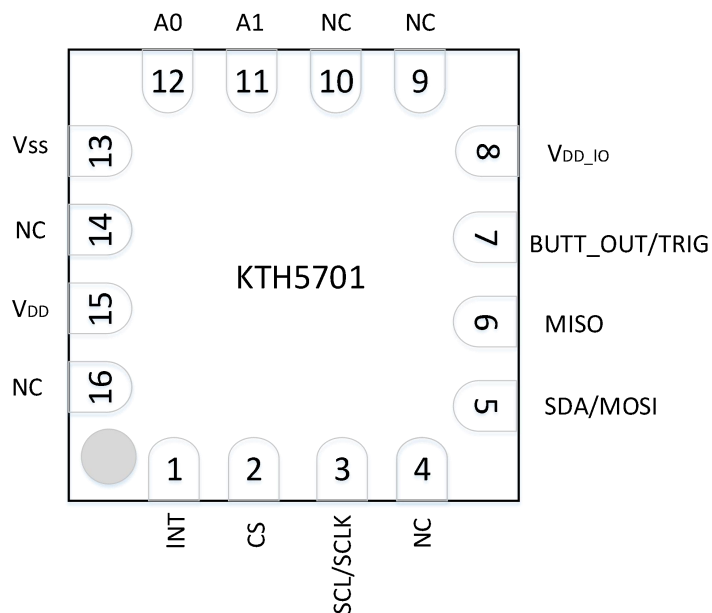 A0 A1 NC NC
12 11 10 9
Vss 13 8 VDD_IO
NC 14 7 BUTT_OUT/TRIG
KTH5701
VDD 15 6 MISO
NC 16 5 SDA/MOSI
1 2 3 4
INT CS SCL/SCLK NC